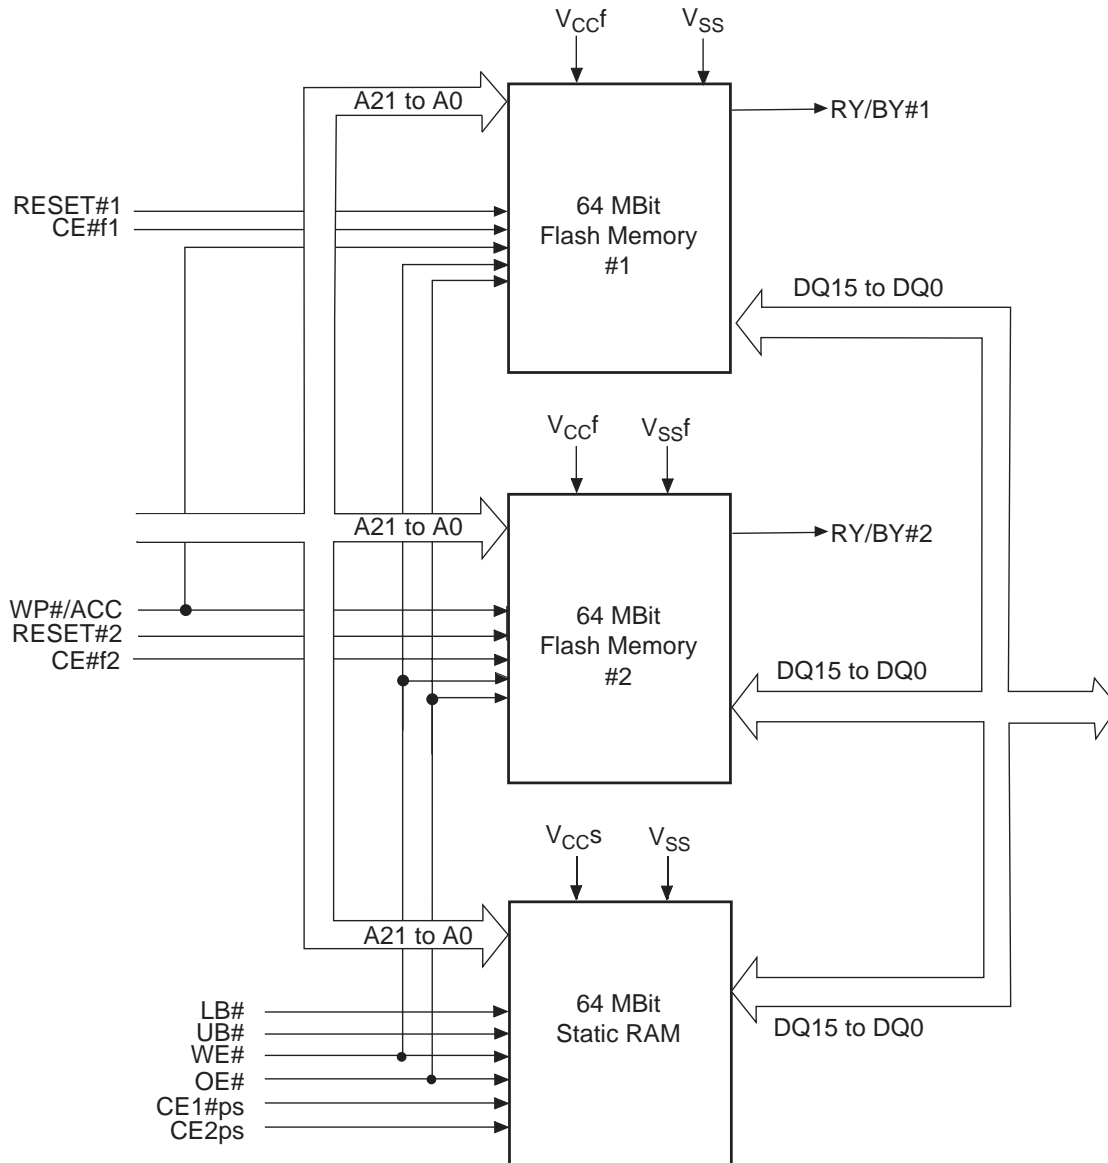 VCCf
VSS
A21 to A0
RY/BY#1
RESET#1
CE#f1
64 MBit
Flash Memory
#1
DQ15 to DQ0
VCCf
VSSf
A21 to A0
RY/BY#2
WP#/ACC
RESET#2
CE#f2
64 MBit
Flash Memory
#2
DQ15 to DQ0
VCCs
VSS
A21 to A0
64 MBit
Static RAM
DQ15 to DQ0
LB#
UB#
WE#
OE#
CE1#ps
CE2ps